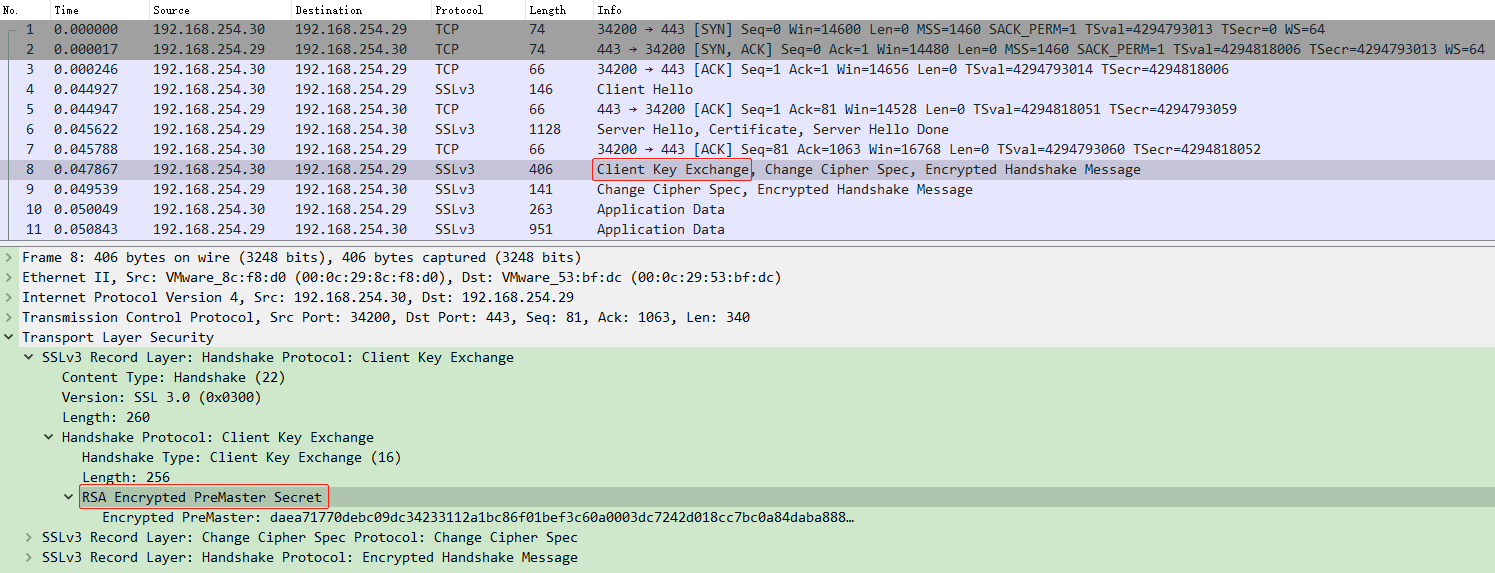 No. Time Source Destination Protocol Length Info
1 0.000000 192.168.254.30 192.168.254.29 TCP 74 34200 → 443 [SYN] Seq=0 Win=14600 Len=0 MSS=1460 SACK_PERM=1 TSval=4294793013 TSecr=0 WS=64
2 0.000017 192.168.254.29 192.168.254.30 TCP 74 443 → 34200 [SYN, ACK] Seq=0 Ack=1 Win=14480 Len=0 MSS=1460 SACK_PERM=1 TSval=4294818006 TSecr=4294793013 WS=64
3 0.000246 192.168.254.30 192.168.254.29 TCP 66 34200 → 443 [ACK] Seq=1 Ack=1 Win=14656 Len=0 TSval=4294793014 TSecr=4294818006
4 0.044927 192.168.254.30 192.168.254.29 SSLv3 146 Client Hello
5 0.044947 192.168.254.29 192.168.254.30 TCP 66 443 → 34200 [ACK] Seq=1 Ack=81 Win=14528 Len=0 TSval=4294818051 TSecr=4294793059
6 0.045622 192.168.254.29 192.168.254.30 SSLv3 1128 Server Hello, Certificate, Server Hello Done
7 0.045788 192.168.254.30 192.168.254.29 TCP 66 34200 → 443 [ACK] Seq=81 Ack=1063 Win=16768 Len=0 TSval=4294793060 TSecr=4294818052
8 0.047867 192.168.254.30 192.168.254.29 SSLv3 406 Client Key Exchange, Change Cipher Spec, Encrypted Handshake Message
9 0.049539 192.168.254.29 192.168.254.30 SSLv3 141 Change Cipher Spec, Encrypted Handshake Message
10 0.050049 192.168.254.30 192.168.254.29 SSLv3 263 Application Data
11 0.050843 192.168.254.29 192.168.254.30 SSLv3 951 Application Data
Frame 8: 406 bytes on wire (3248 bits), 406 bytes captured (3248 bits)
Ethernet II, Src: VMware_8c:f8:d0 (00:0c:29:8c:f8:d0), Dst: VMware_53:bf:dc (00:0c:29:53:bf:dc)
Internet Protocol Version 4, Src: 192.168.254.30, Dst: 192.168.254.29
Transmission Control Protocol, Src Port: 34200, Dst Port: 443, Seq: 81, Ack: 1063, Len: 340
Transport Layer Security
SSLv3 Record Layer: Handshake Protocol: Client Key Exchange
Content Type: Handshake (22)
Version: SSL 3.0 (0x0300)
Length: 260
Handshake Protocol: Client Key Exchange
Handshake Type: Client Key Exchange (16)
Length: 256
RSA Encrypted PreMaster Secret
Encrypted PreMaster: daea71770debc09dc34233112a1bc86f01bef3c60a0003dc7242d018cc7bc0a84daba888…
SSLv3 Record Layer: Change Cipher Spec Protocol: Change Cipher Spec
SSLv3 Record Layer: Handshake Protocol: Encrypted Handshake Message